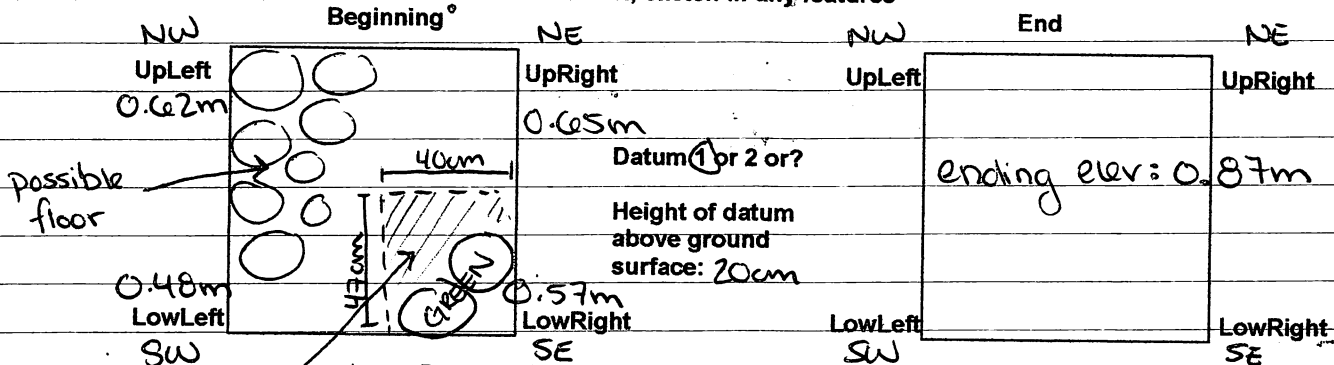 Beginning
End
NW
NE
NW
NE
UpLeft
UpRight
UpLeft
UpRight
0.62m
0.65m
40cm
Datum 1 or 2 or?
possible
floor
ending elev: 0.87m
Height of datum
above ground
surface: 20cm
47cm
GREEN
0.48m
0.57m
LowLeft
LowRight
LowLeft
LowRight
SW
SE
SW
SE